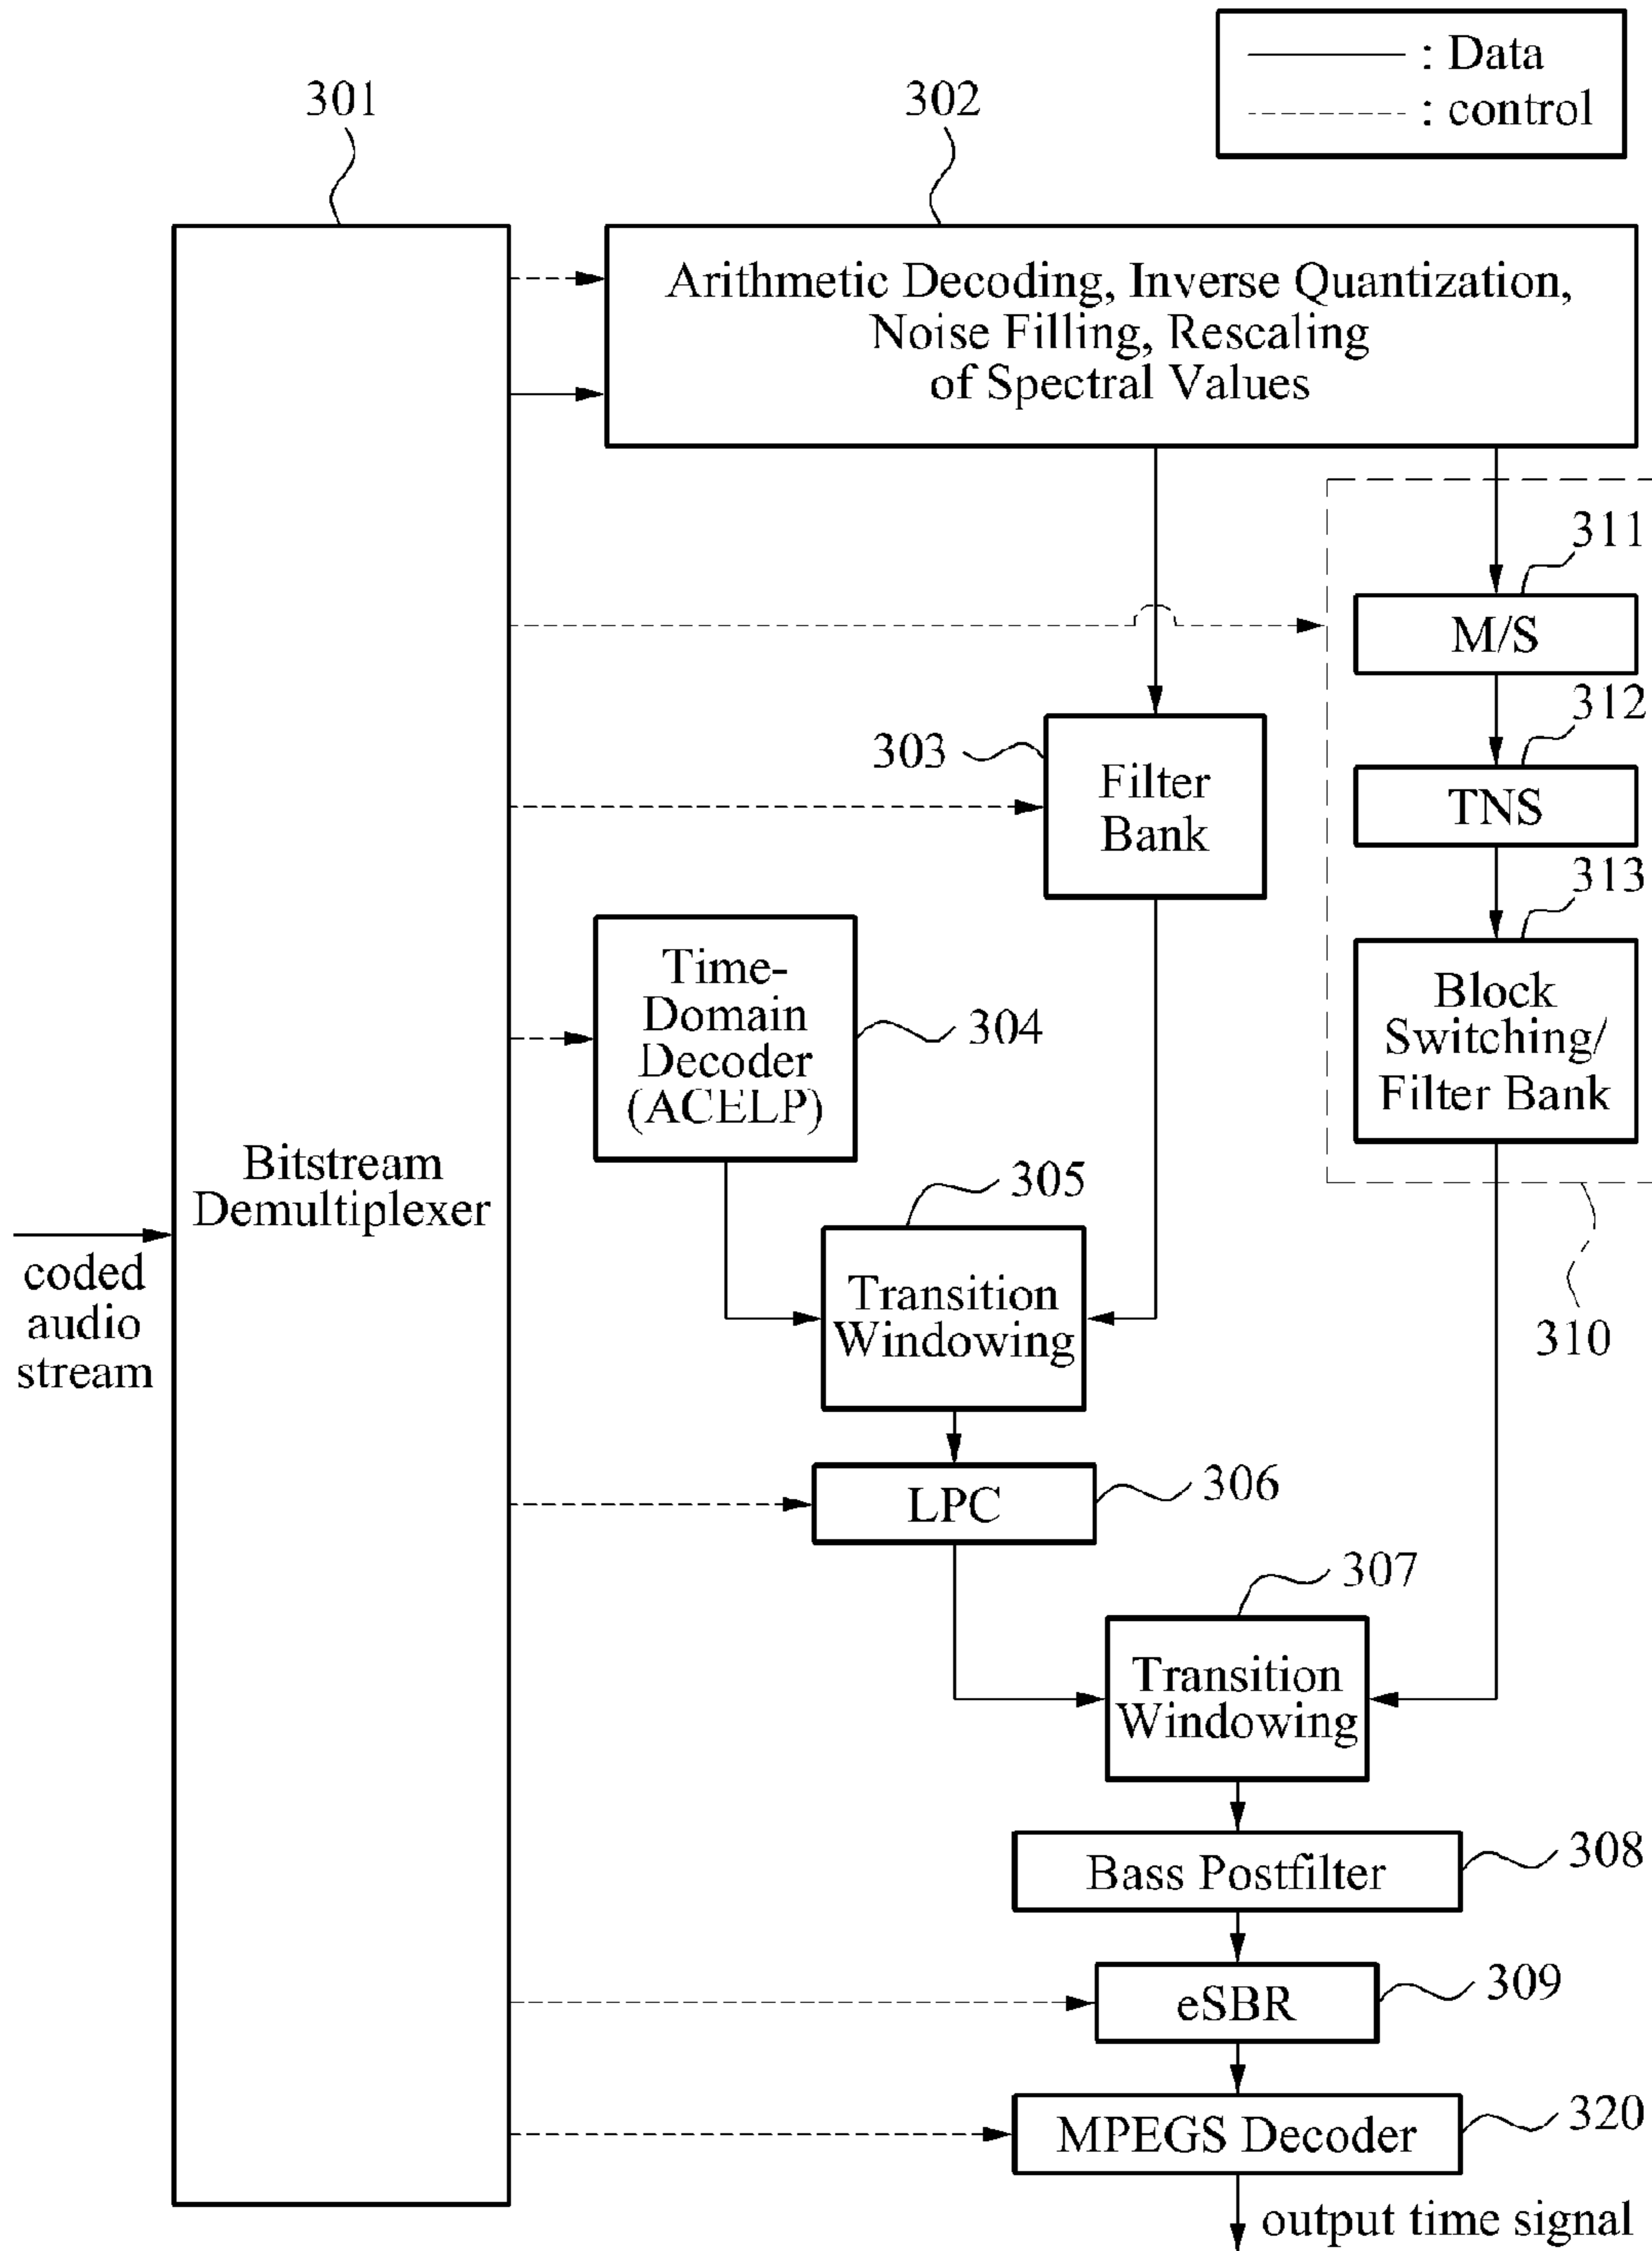 : Data
: control
301
302
Arithmetic Decoding, Inverse Quantization,
Noise Filling, Rescaling
of Spectral Values
311
M/S
312
303
Filter
Bank
TNS
313
Time-
Domain
Decoder
(ACELP)
304
Block
Switching/
Filter Bank
Bitstream
Demultiplexer
305
coded
audio
stream
Transition
Windowing
310
306
LPC
307
Transition
Windowing
308
Bass Postfilter
309
eSBR
320
MPEGS Decoder
output time signal